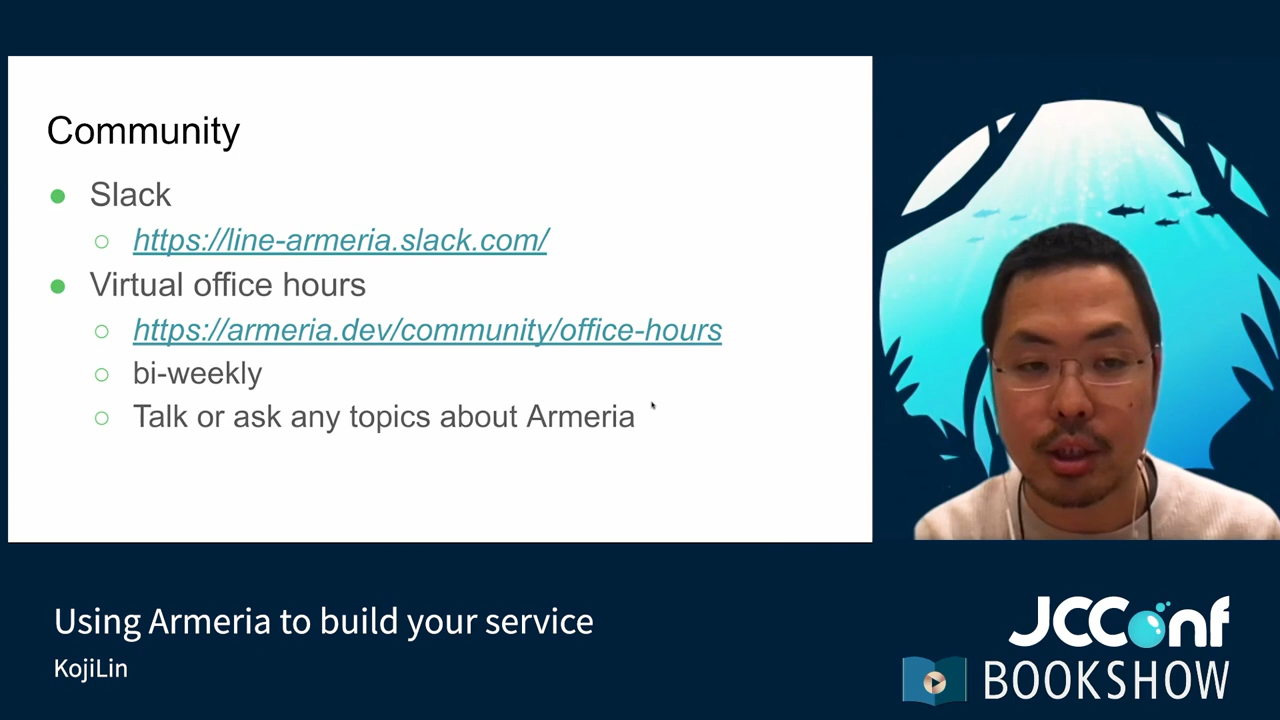 Community
● Slack
○ https://line-armeria.slack.com/
● Virtual office hours
○ https://armeria.dev/community/office-hours
○ bi-weekly
○ Talk or ask any topics about Armeria
Using Armeria to build your service
KojiLin
JCConf
BOOKSHOW